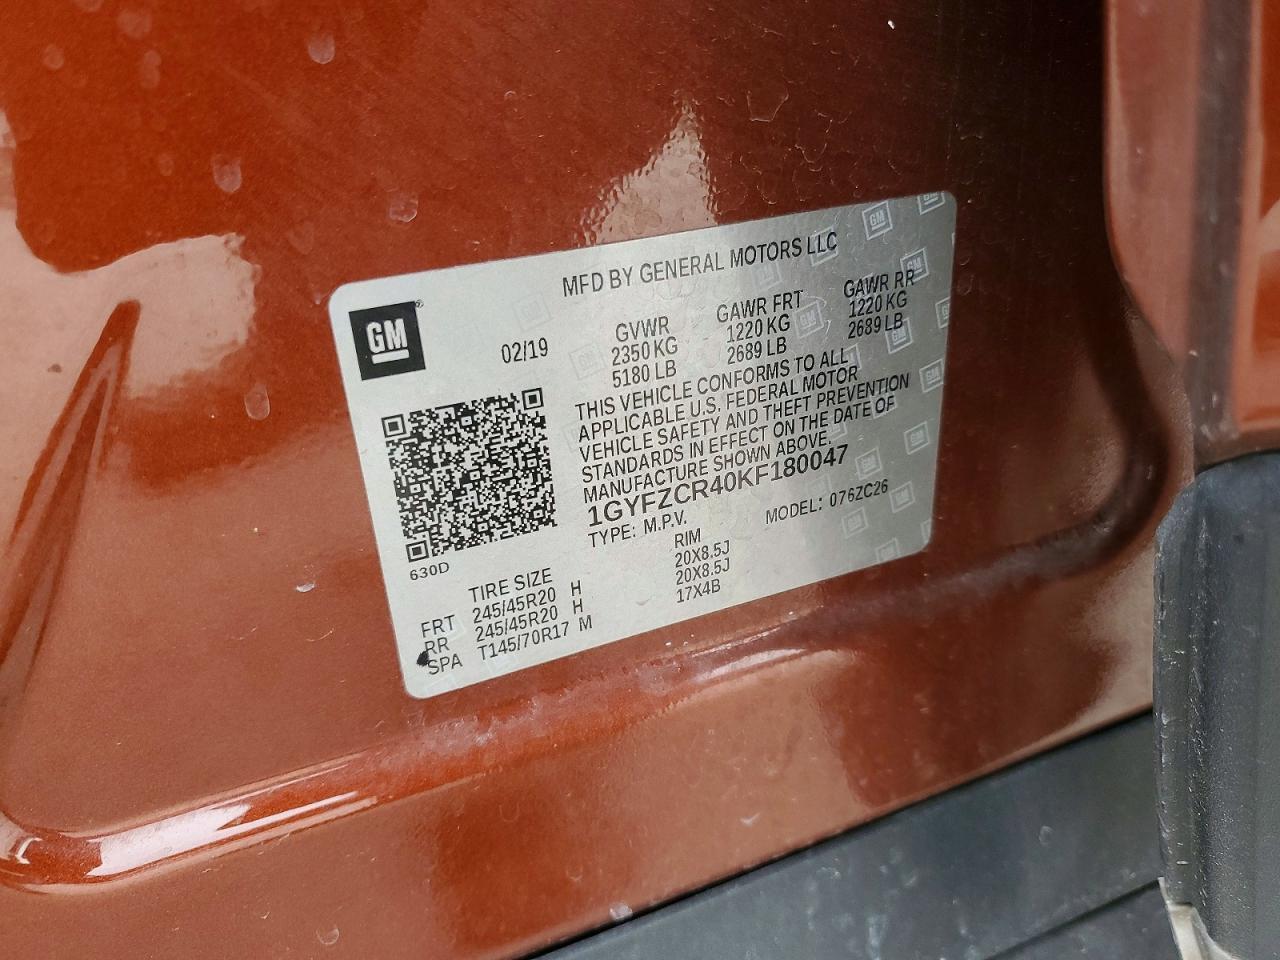 MFD BY GENERAL MOTORS LLC
GM
02/19
GVWR GAWR FRT GAWR RR
2350 KG 1220 KG 1220 KG
5180 LB 2689 LB 2689 LB
THIS VEHICLE CONFORMS TO ALL
APPLICABLE U.S. FEDERAL MOTOR
VEHICLE SAFETY AND THEFT PREVENTION
STANDARDS IN EFFECT ON THE DATE OF
MANUFACTURE SHOWN ABOVE.
1GYFZCR40KF180047
TYPE: M.P.V. MODEL: 076ZC26
630D
TIRE SIZE RIM
FRT 245/45R20 H 20X8.5J
RR 245/45R20 H 20X8.5J
SPA T145/70R17 M 17X4B